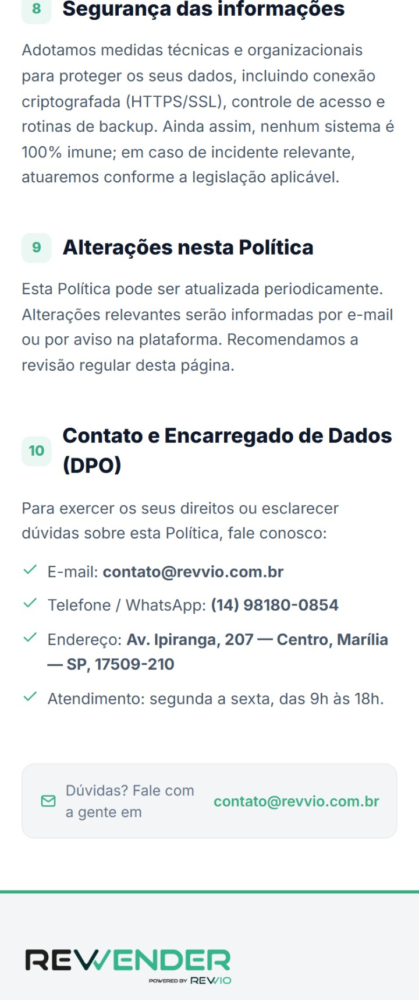 8 Segurança das informações
Adotamos medidas técnicas e organizacionais
para proteger os seus dados, incluindo conexão
criptografada (HTTPS/SSL), controle de acesso e
rotinas de backup. Ainda assim, nenhum sistema é
100% imune; em caso de incidente relevante,
atuaremos conforme a legislação aplicável.
9 Alterações nesta Política
Esta Política pode ser atualizada periodicamente.
Alterações relevantes serão informadas por e-mail
ou por aviso na plataforma. Recomendamos a
revisão regular desta página.
10 Contato e Encarregado de Dados
(DPO)
Para exercer os seus direitos ou esclarecer
dúvidas sobre esta Política, fale conosco:
E-mail: contato@revvio.com.br
Telefone / WhatsApp: (14) 98180-0854
Endereço: Av. Ipiranga, 207 — Centro, Marília
— SP, 17509-210
Atendimento: segunda a sexta, das 9h às 18h.
Dúvidas? Fale com
a gente em
contato@revvio.com.br
REVVENDER
POWERED BY REVVIO